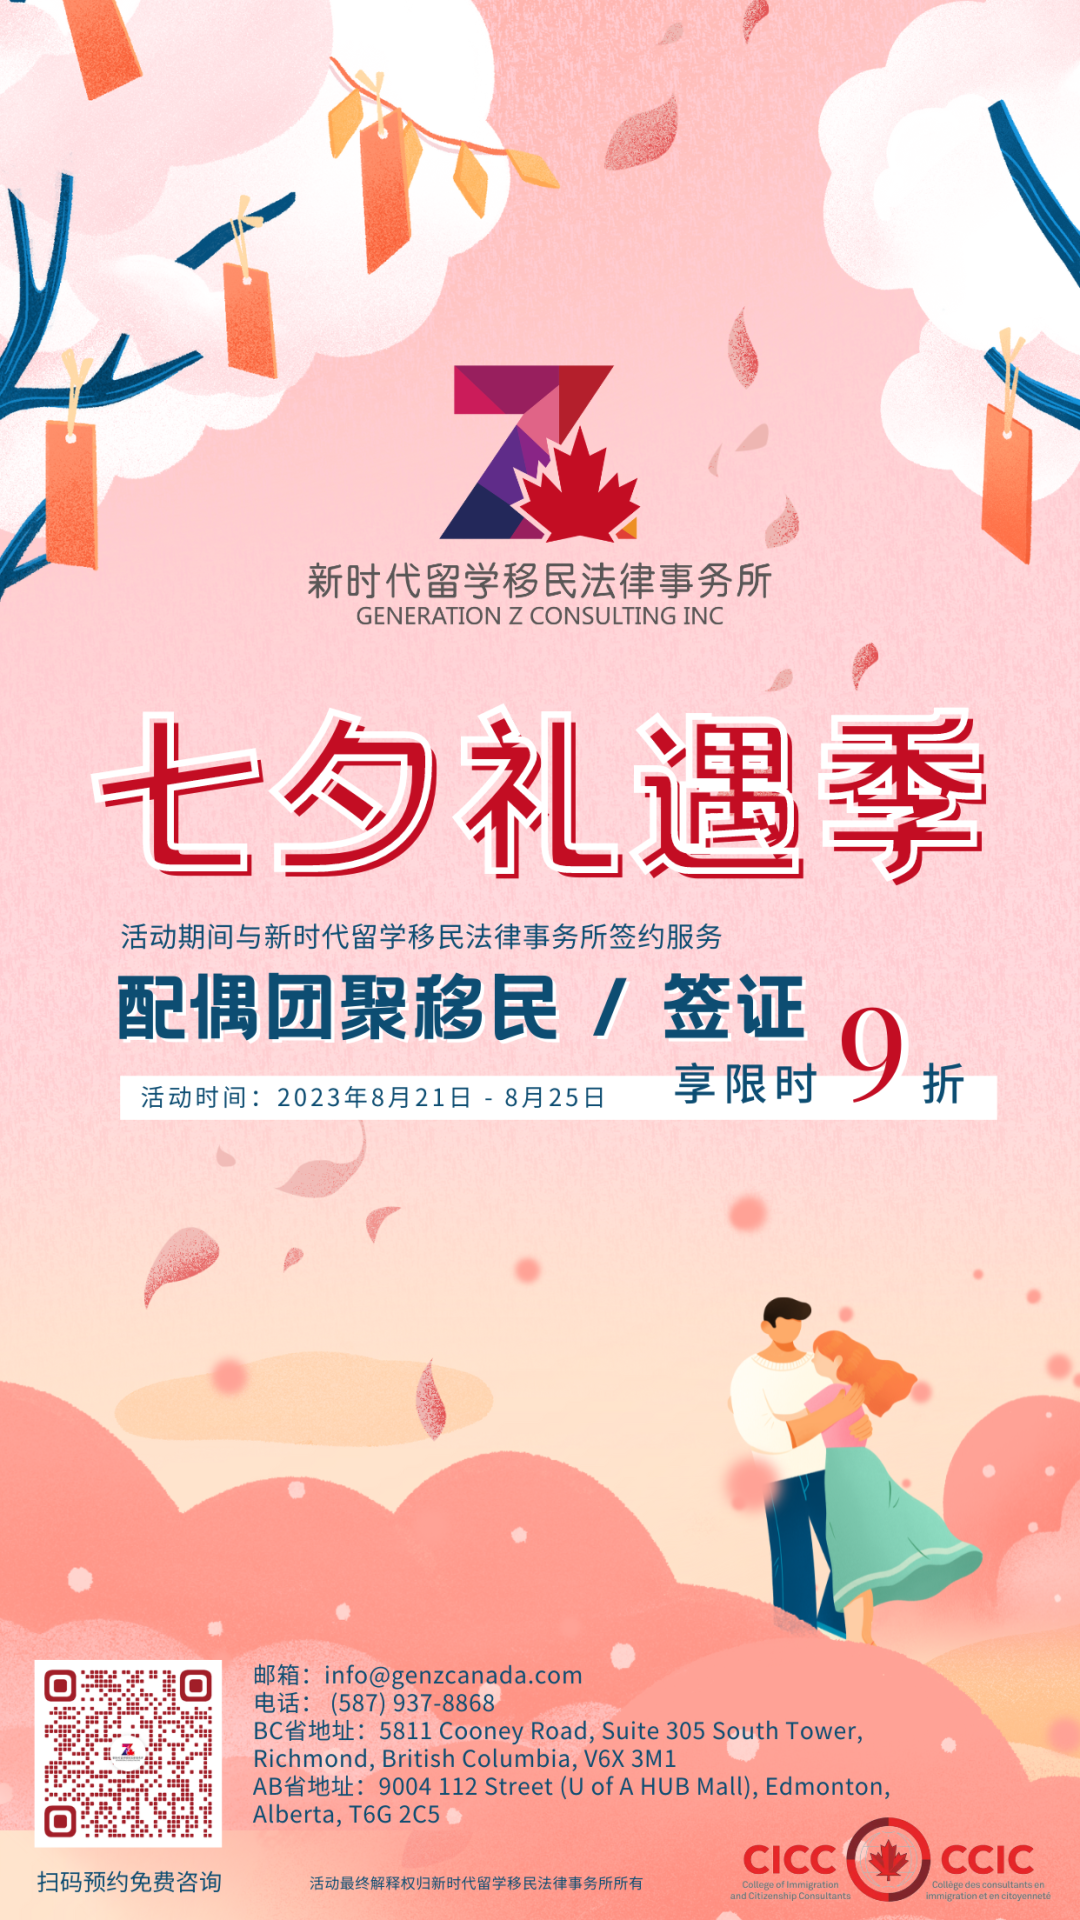 新时代留学移民法律事务所
GENERATION Z CONSULTING INC
七夕礼遇季
活动期间与新时代留学移民法律事务所签约服务
配偶团聚移民 / 签证
享限时 9 折
活动时间：2023年8月21日 - 8月25日
邮箱：info@genzcanada.com
电话： (587) 937-8868
BC省地址：5811 Cooney Road, Suite 305 South Tower,
Richmond, British Columbia, V6X 3M1
AB省地址：9004 112 Street (U of A HUB Mall), Edmonton,
Alberta, T6G 2C5
扫码预约免费咨询
活动最终解释权归新时代留学移民法律事务所所有
CICC CCIC
College of Immigration
and Citizenship Consultants
Collège des consultants en
immigration et en citoyenneté